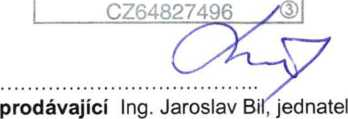 CZ64827496 ③
........................................
prodávající Ing. Jaroslav Bil, jednatel